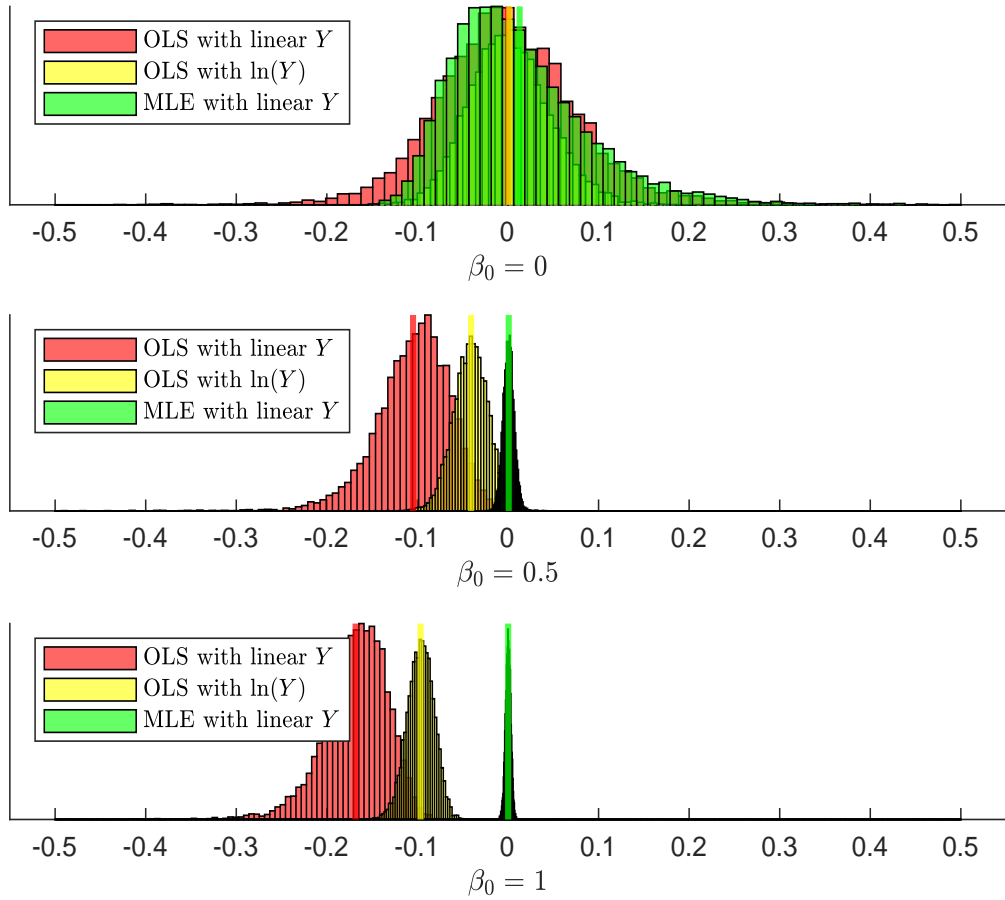 OLS with linear Y
OLS with ln(Y)
MLE with linear Y
-0.5 -0.4 -0.3 -0.2 -0.1 0 0.1 0.2 0.3 0.4 0.5
β₀ = 0
OLS with linear Y
OLS with ln(Y)
MLE with linear Y
-0.5 -0.4 -0.3 -0.2 -0.1 0 0.1 0.2 0.3 0.4 0.5
β₀ = 0.5
OLS with linear Y
OLS with ln(Y)
MLE with linear Y
-0.5 -0.4 -0.3 -0.2 -0.1 0 0.1 0.2 0.3 0.4 0.5
β₀ = 1